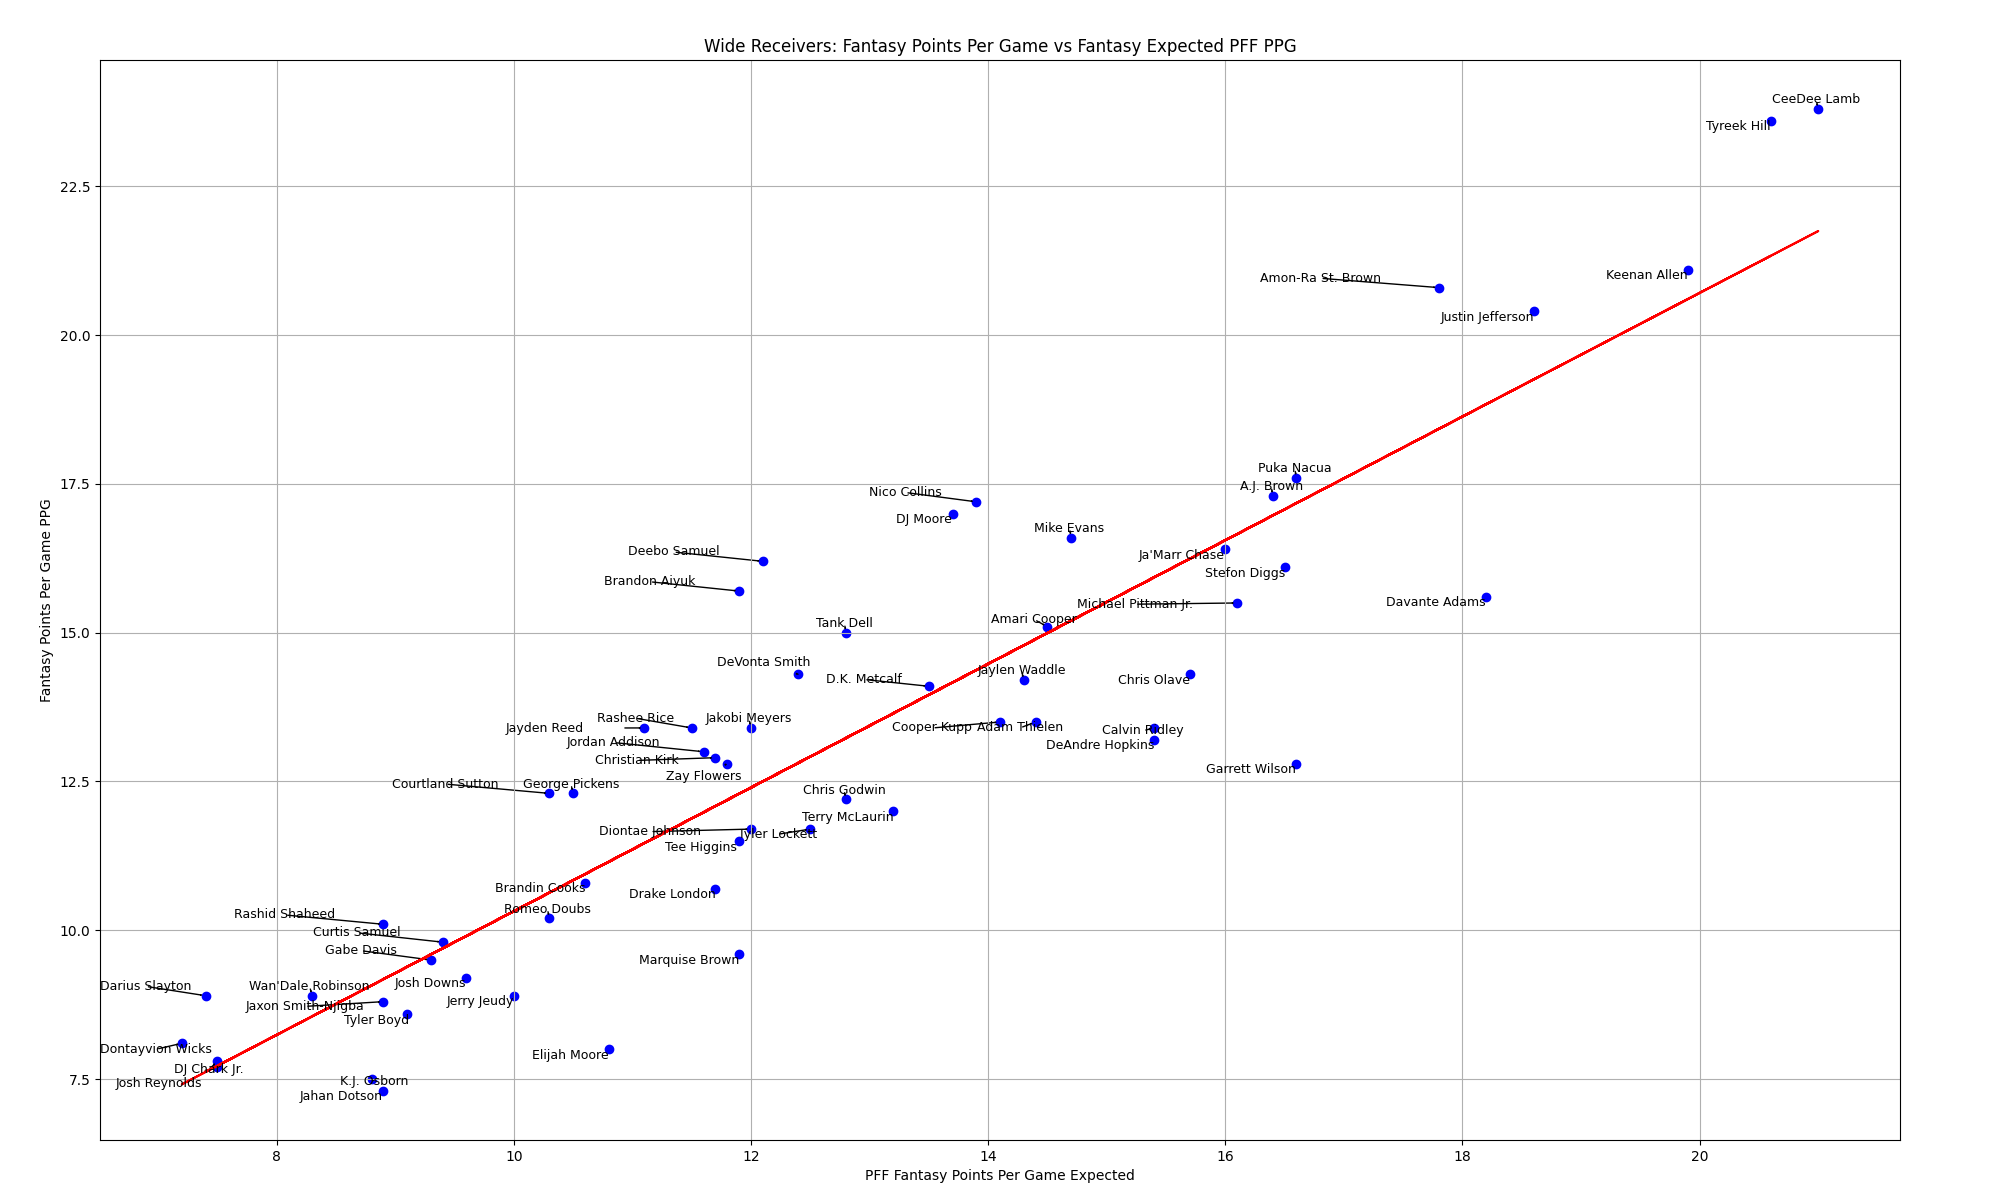 Wide Receivers: Fantasy Points Per Game vs Fantasy Expected PFF PPG
CeeDee Lamb
Tyreek Hill
22.5
Amon-Ra St. Brown
Keenan Allen
Justin Jefferson
20.0
Puka Nacua
17.5
A.J. Brown
Nico Collins
DJ Moore
Mike Evans
Deebo Samuel
Ja'Marr Chase
Stefon Diggs
Brandon Aiyuk
Michael Pittman Jr.
Davante Adams
Amari Cooper
Tank Dell
15.0
DeVonta Smith
Jaylen Waddle
D.K. Metcalf
Chris Olave
Rashee Rice
Jakobi Meyers
Jayden Reed
Cooper Kupp
Adam Thielen
Calvin Ridley
Jordan Addison
DeAndre Hopkins
Christian Kirk
Garrett Wilson
Zay Flowers
12.5
Courtland Sutton
George Pickens
Chris Godwin
Terry McLaurin
Diontae Johnson
Tyler Lockett
Tee Higgins
Brandin Cooks
Drake London
Romeo Doubs
Rashid Shaheed
10.0
Curtis Samuel
Gabe Davis
Marquise Brown
Josh Downs
Darius Slayton
Wan'Dale Robinson
Jerry Jeudy
Jaxon Smith-Njigba
Tyler Boyd
Dontayvion Wicks
Elijah Moore
DJ Chark Jr.
Josh Reynolds
K.J. Osborn
7.5
Jahan Dotson
8
10
12
14
16
18
20
PFF Fantasy Points Per Game Expected
Fantasy Points Per Game PPG